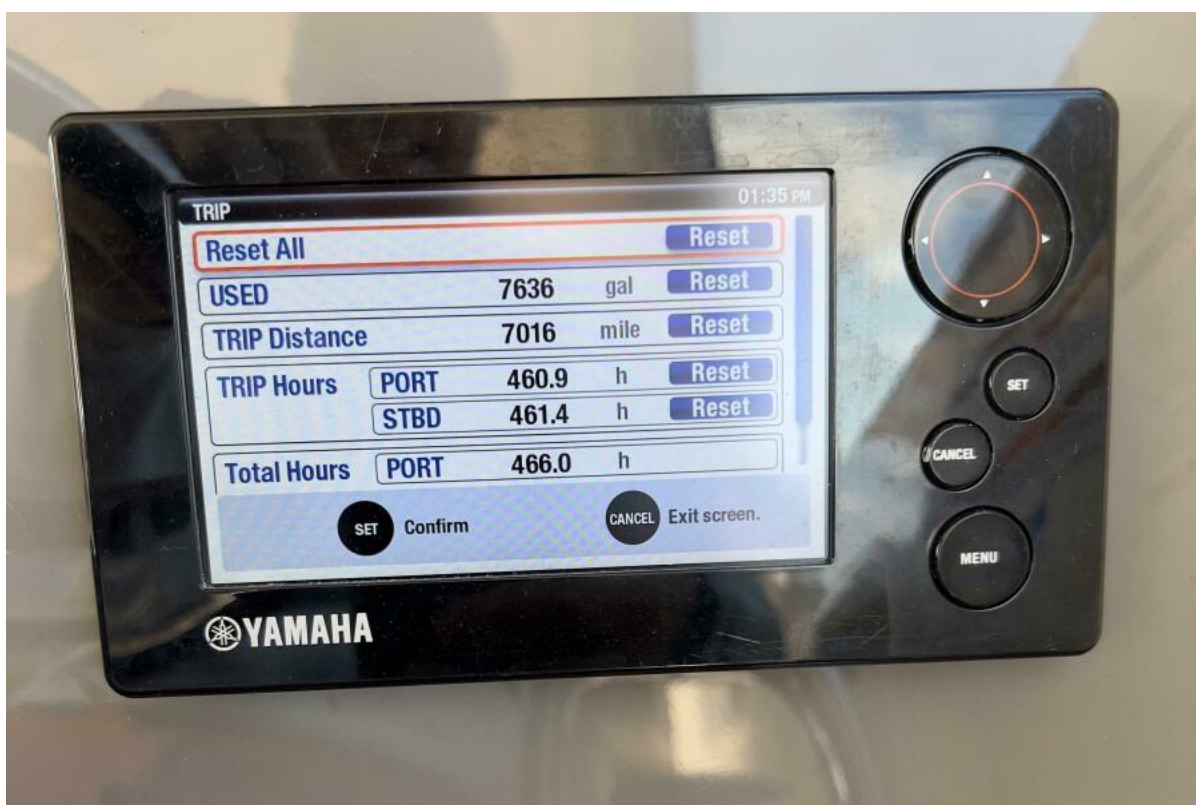 TRIP 01:35 PM
Reset All Reset
USED 7636 gal Reset
TRIP Distance 7016 mile Reset
TRIP Hours PORT 460.9 h Reset
STBD 461.4 h Reset
Total Hours PORT 466.0 h
SET Confirm CANCEL Exit screen.
YAMAHA
SET
CANCEL
MENU